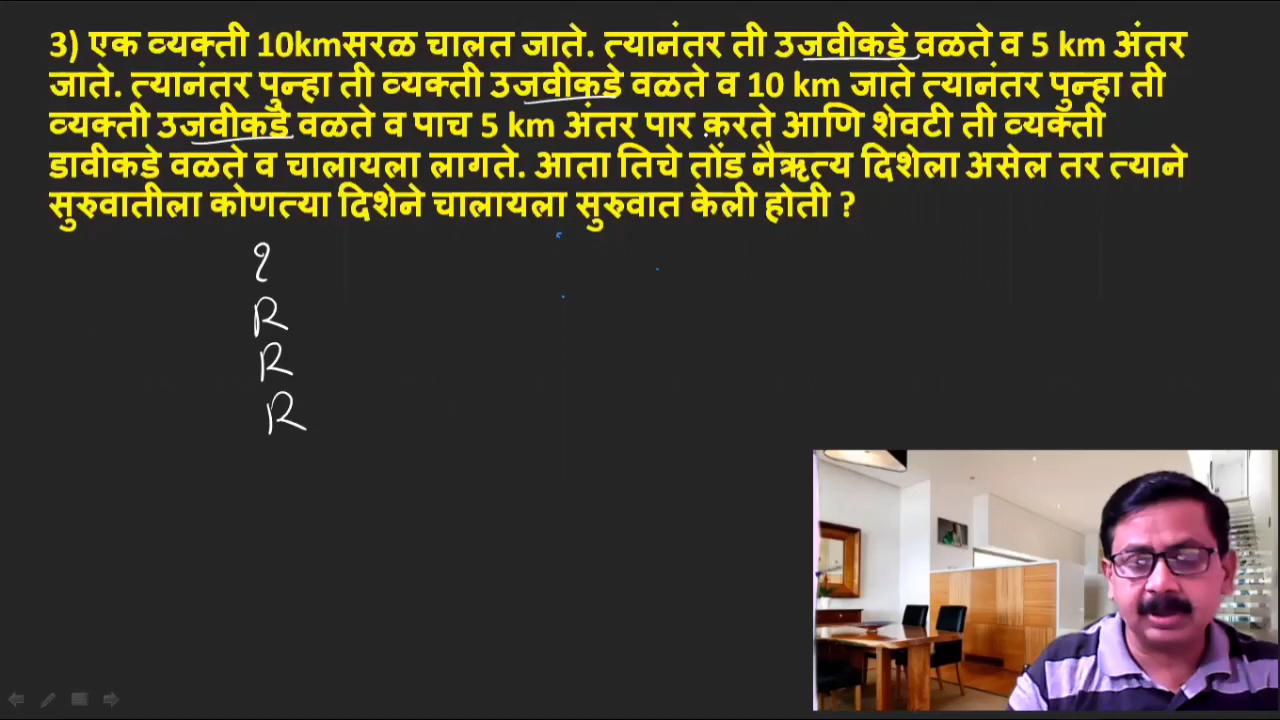 3) एक व्यक्ती 10kmसरळ चालत जाते. त्यानंतर ती उजवीकडे वळते व 5 km अंतर
जाते. त्यानंतर पुन्हा ती व्यक्ती उजवीकडे वळते व 10 km जाते त्यानंतर पुन्हा ती
व्यक्ती उजवीकडे वळते व पाच 5 km अंतर पार करते आणि शेवटी ती व्यक्ती
डावीकडे वळते व चालायला लागते. आता तिचे तोंड नैऋत्य दिशेला असेल तर त्याने
सुरुवातीला कोणत्या दिशेने चालायला सुरुवात केली होती ?
?
R
R
R